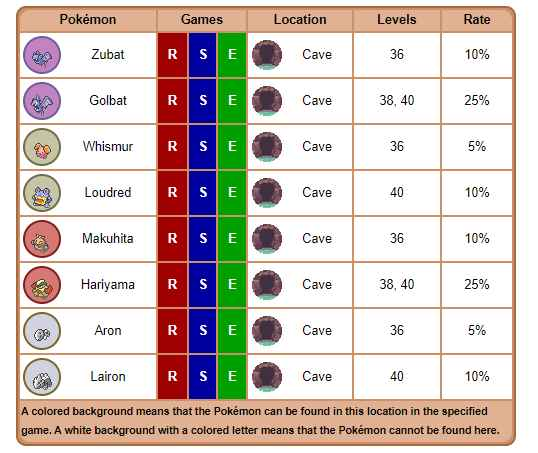 Pokémon Games Location Levels Rate
Zubat R S E Cave 36 10%
Golbat R S E Cave 38, 40 25%
Whismur R S E Cave 36 5%
Loudred R S E Cave 40 10%
Makuhita R S E Cave 36 10%
Hariyama R S E Cave 38, 40 25%
Aron R S E Cave 36 5%
Lairon R S E Cave 40 10%
A colored background means that the Pokémon can be found in this location in the specified
game. A white background with a colored letter means that the Pokémon cannot be found here.